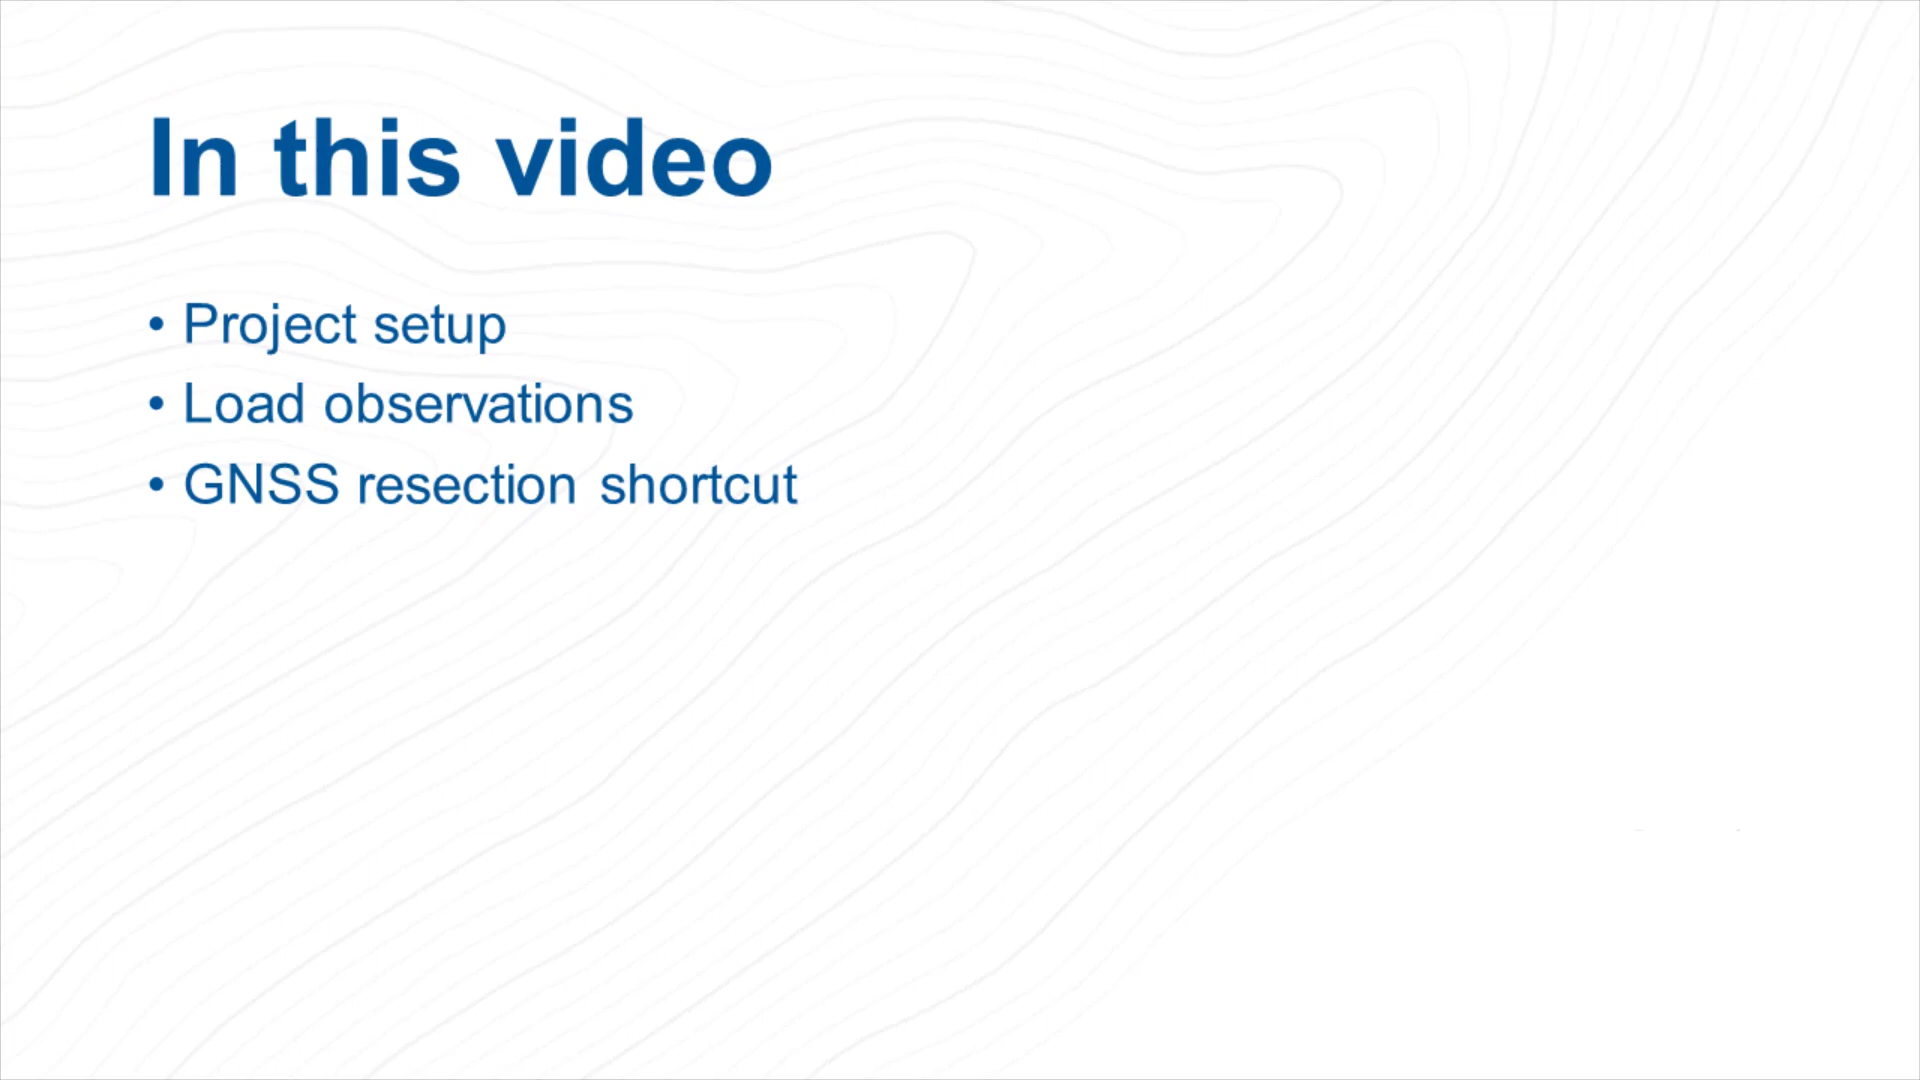 In this video
• Project setup
• Load observations
• GNSS resection shortcut